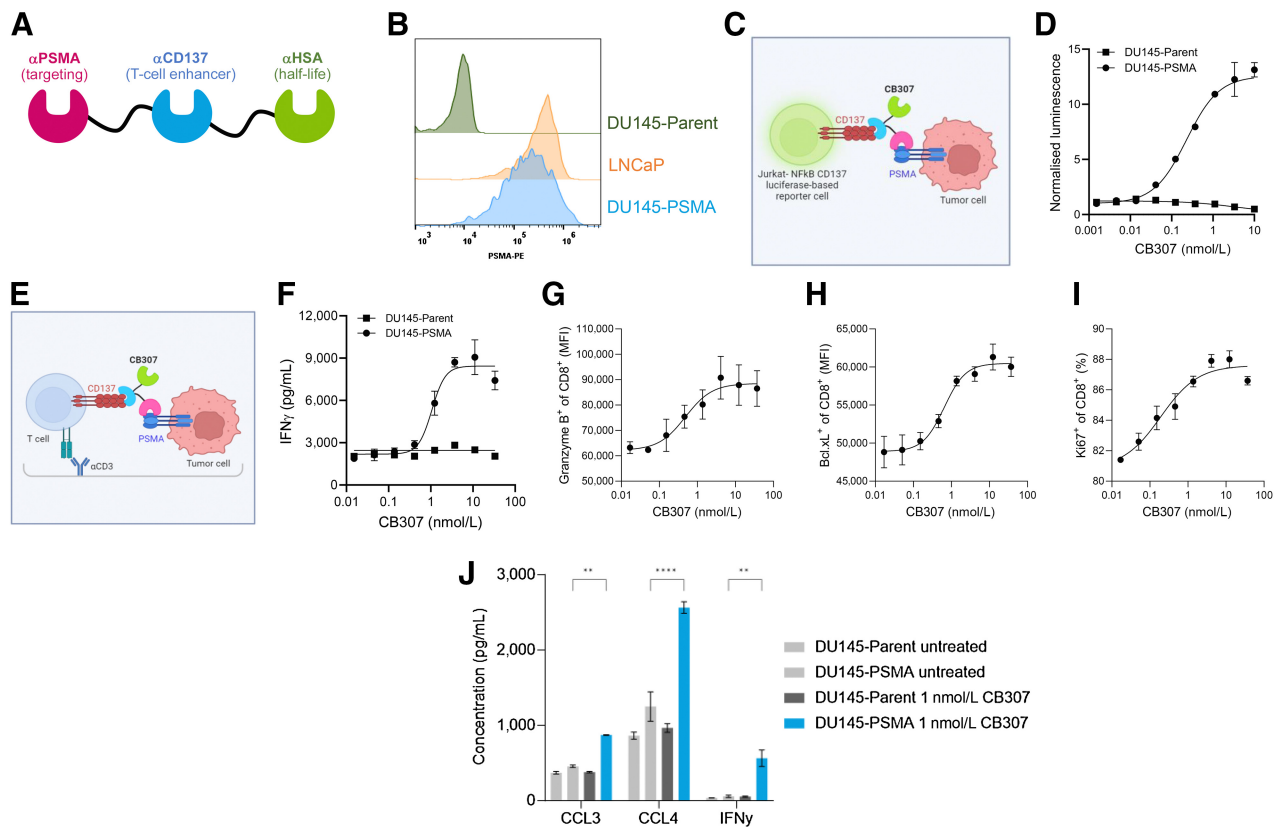 A
αPSMA
(targeting)
αCD137
(T-cell enhancer)
αHSA
(half-life)
B
DU145-Parent
LNCaP
DU145-PSMA
10 3
10 4
10 5
10 6
PSMA-PE
C
CB307
CD137
PSMA
Jurkat- NFkB CD137
luciferase-based
reporter cell
Tumor cell
D
DU145-Parent
DU145-PSMA
Normalised luminescence
15
10
5
0
0.001
0.01
0.1
1
10
CB307 (nmol/L)
E
CB307
CD137
PSMA
T cell
αCD3
Tumor cell
F
DU145-Parent
DU145-PSMA
IFNγ (pg/mL)
12,000
9,000
6,000
3,000
0
0.01
0.1
1
10
100
CB307 (nmol/L)
G
Granzyme B+ of CD8+ (MFI)
110,000
100,000
90,000
80,000
70,000
60,000
50,000
0.01
0.1
1
10
100
CB307 (nmol/L)
H
Bcl.xL+ of CD8+ (MFI)
65,000
60,000
55,000
50,000
45,000
0.01
0.1
1
10
100
CB307 (nmol/L)
I
Ki67+ of CD8+ (%)
90
88
86
84
82
80
0.01
0.1
1
10
100
CB307 (nmol/L)
J
Concentration (pg/mL)
3,000
2,000
1,000
0
**
****
**
CCL3
CCL4
IFNy
DU145-Parent untreated
DU145-PSMA untreated
DU145-Parent 1 nmol/L CB307
DU145-PSMA 1 nmol/L CB307